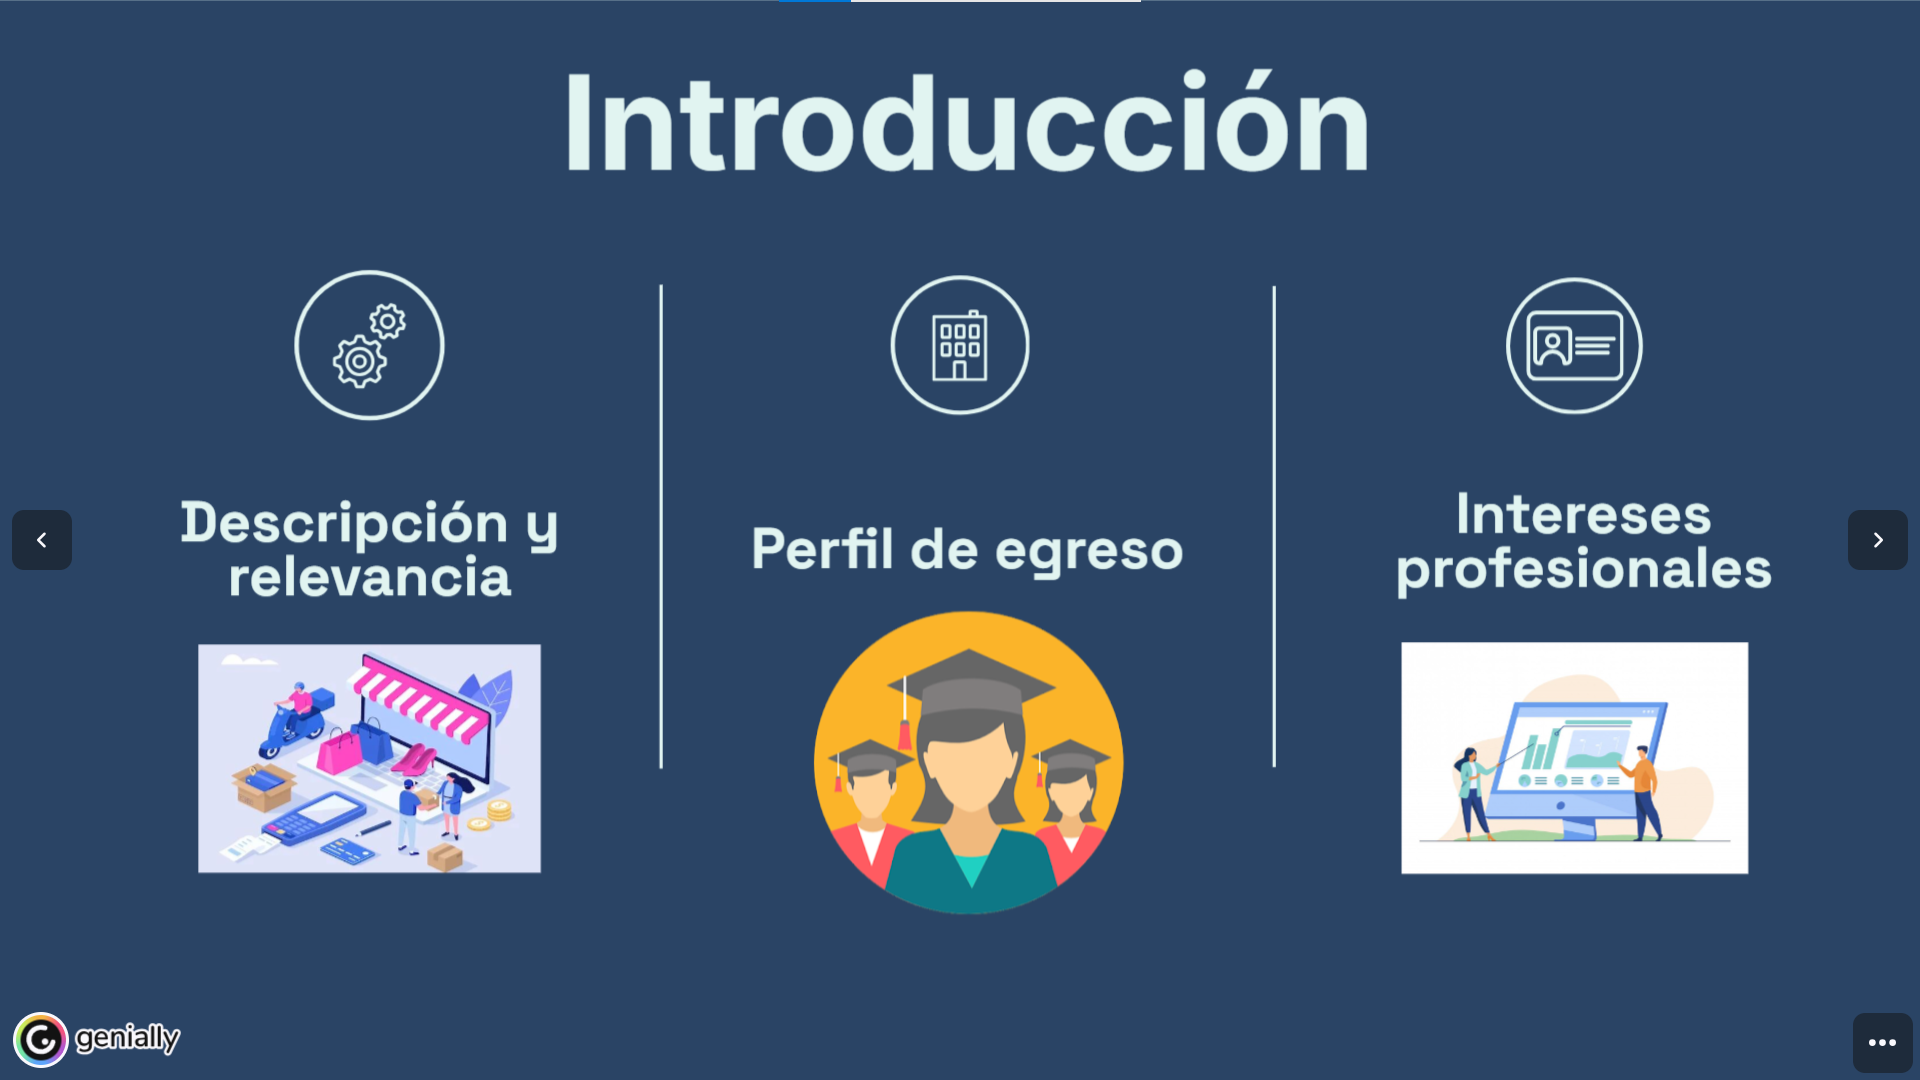 Introducción
Descripción y
relevancia
Perfil de egreso
Intereses
profesionales
genially